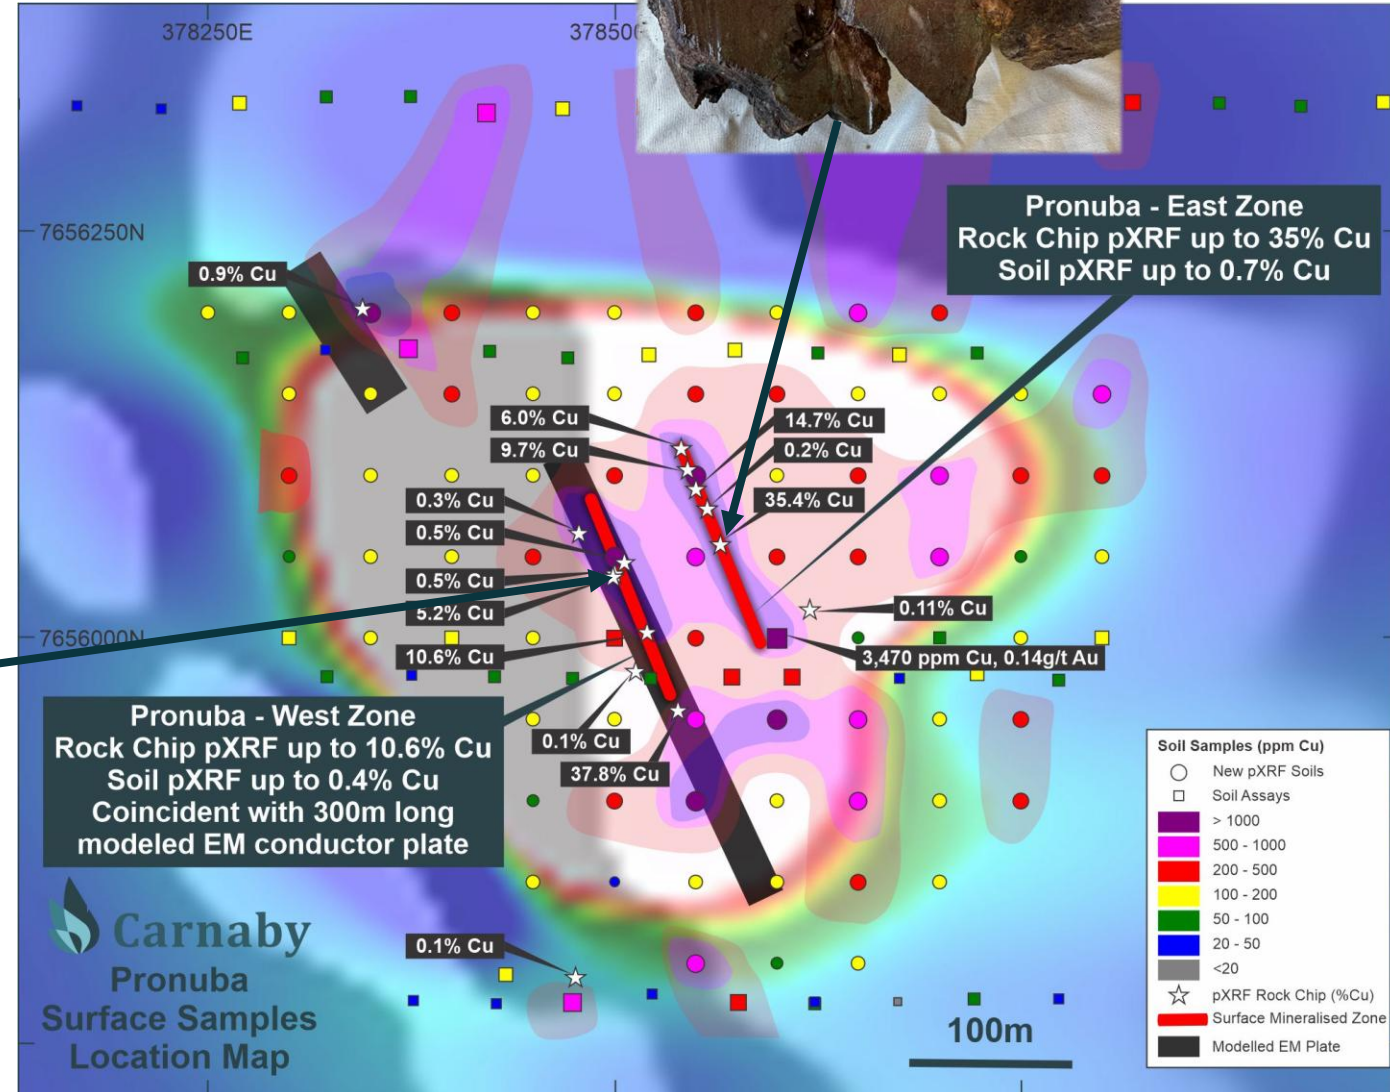 378250E
378500
7656250N
Pronuba - East Zone
Rock Chip pXRF up to 35% Cu
Soil pXRF up to 0.7% Cu
0.9% Cu
6.0% Cu
14.7% Cu
9.7% Cu
0.2% Cu
0.3% Cu
35.4% Cu
0.5% Cu
0.5% Cu
5.2% Cu
0.11% Cu
7656000N
10.6% Cu
3,470 ppm Cu, 0.14g/t Au
Pronuba - West Zone
Rock Chip pXRF up to 10.6% Cu
Soil pXRF up to 0.4% Cu
Coincident with 300m long
modeled EM conductor plate
0.1% Cu
37.8% Cu
Soil Samples (ppm Cu)
New pXRF Soils
Soil Assays
> 1000
500 - 1000
200 - 500
100 - 200
50 - 100
20 - 50
<20
pXRF Rock Chip (%Cu)
Surface Mineralised Zone
Modelled EM Plate
Carnaby
Pronuba
Surface Samples
Location Map
0.1% Cu
100m